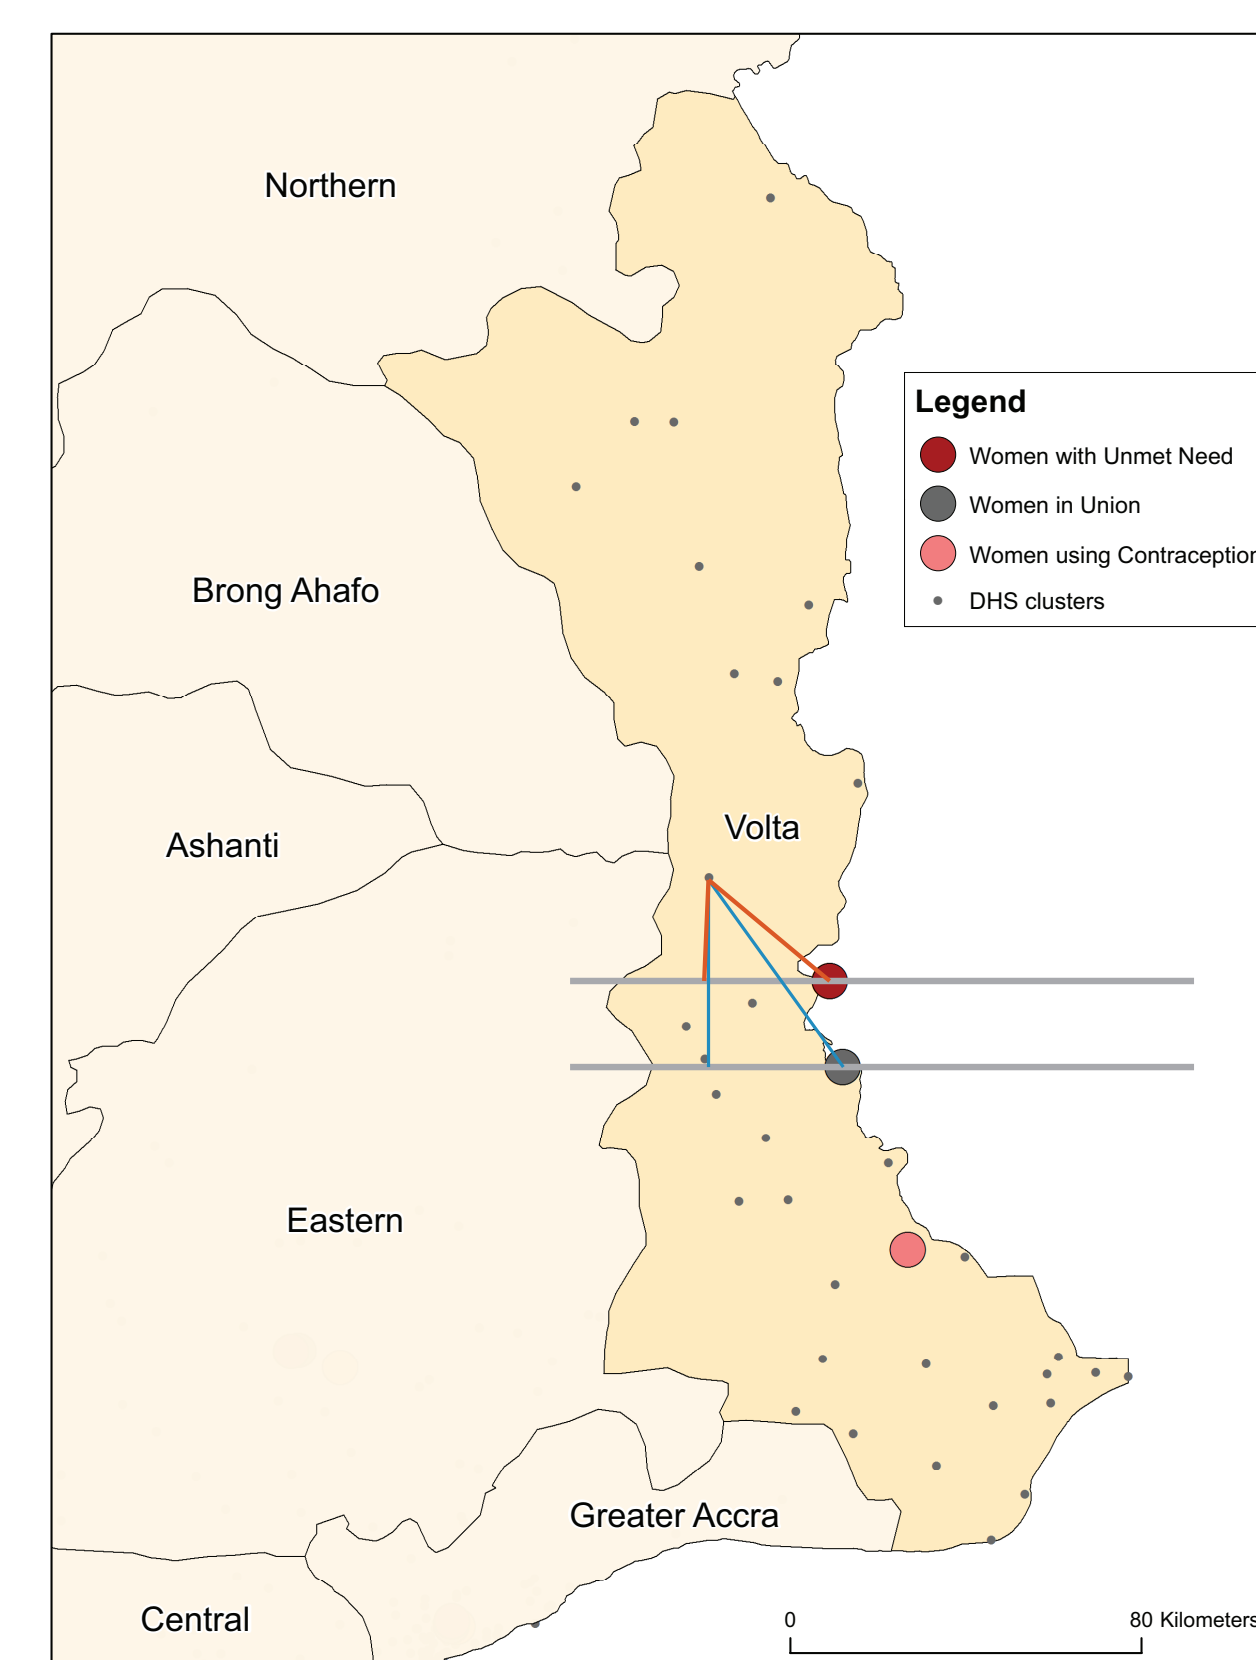 Northern
Legend
Women with Unmet Need
Women in Union
Women using Contraception
DHS clusters
Brong Ahafo
Volta
Ashanti
Eastern
Greater Accra
Central
0
80 Kilometers